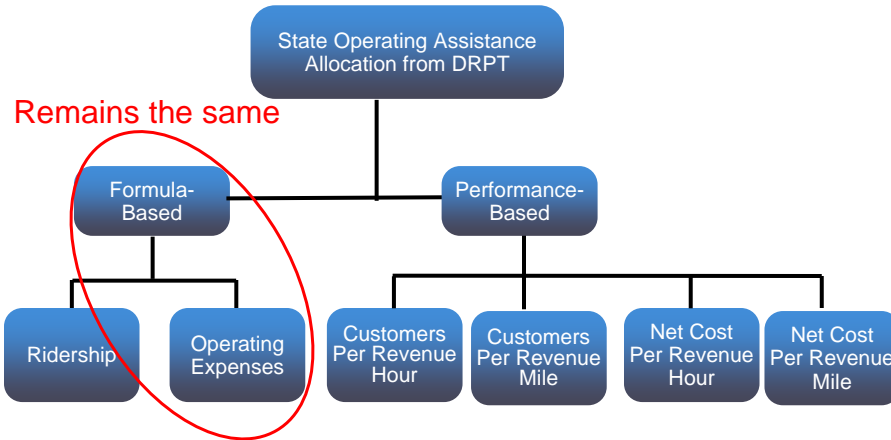 State Operating Assistance
Allocation from DRPT
Remains the same
Formula-
Based
Performance-
Based
Ridership
Operating
Expenses
Customers
Per Revenue
Hour
Customers
Per Revenue
Mile
Net Cost
Per Revenue
Hour
Net Cost
Per Revenue
Mile